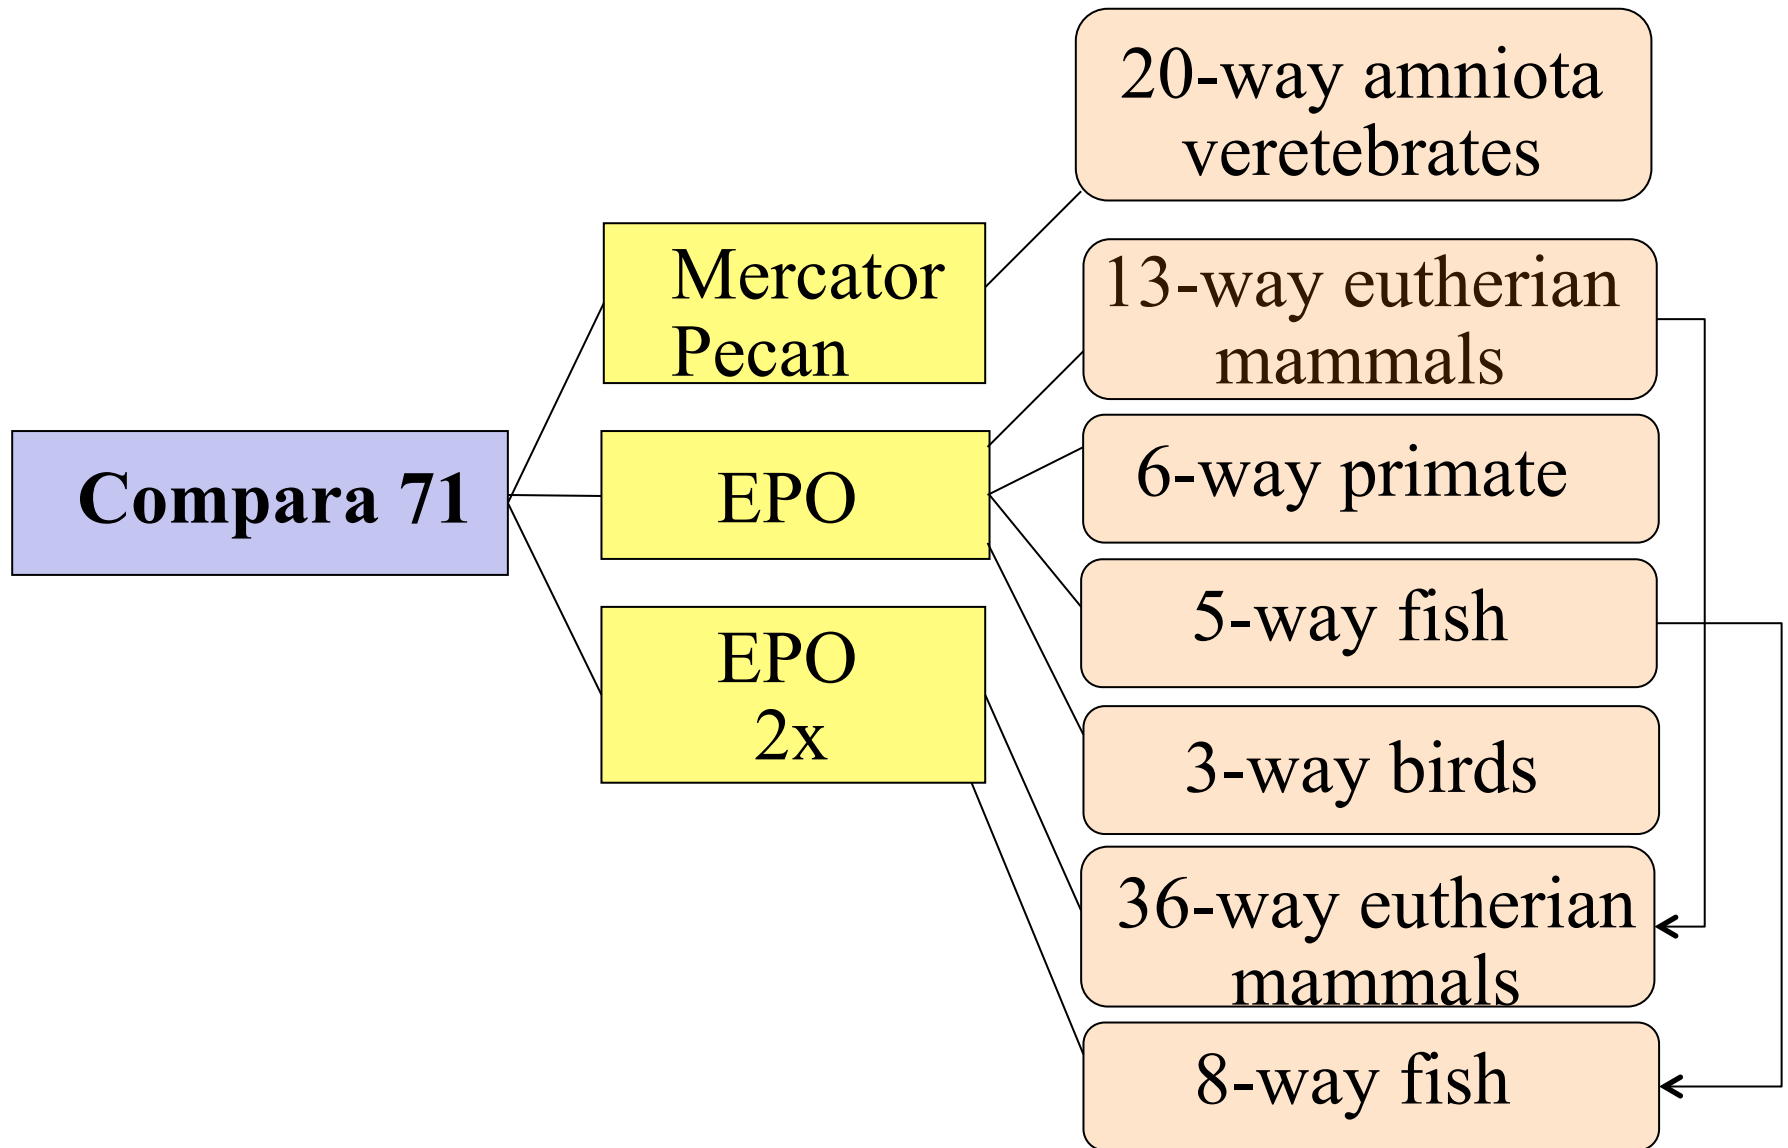 20-way amniota
veretebrates
Mercator
Pecan
13-way eutherian
mammals
Compara 71
EPO
6-way primate
5-way fish
EPO
2x
3-way birds
36-way eutherian
mammals
8-way fish